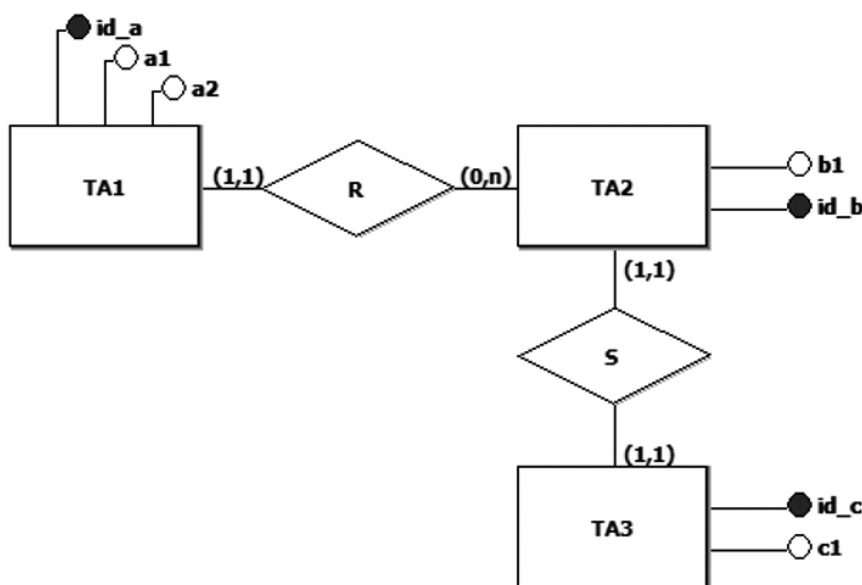 id_a
a1
a2
TA1
(1,1)
R
(0,n)
TA2
b1
id_b
(1,1)
S
(1,1)
TA3
id_c
c1